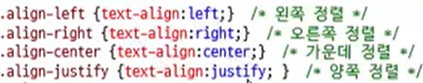 .align-left {text-align:left;} /* 왼쪽 정렬 */
.align-right {text-align:right;} /* 오른쪽 정렬 */
.align-center {text-align:center;} /* 가운데 정렬 */
.align-justify {text-align:justify; } /* 양쪽 정렬 */